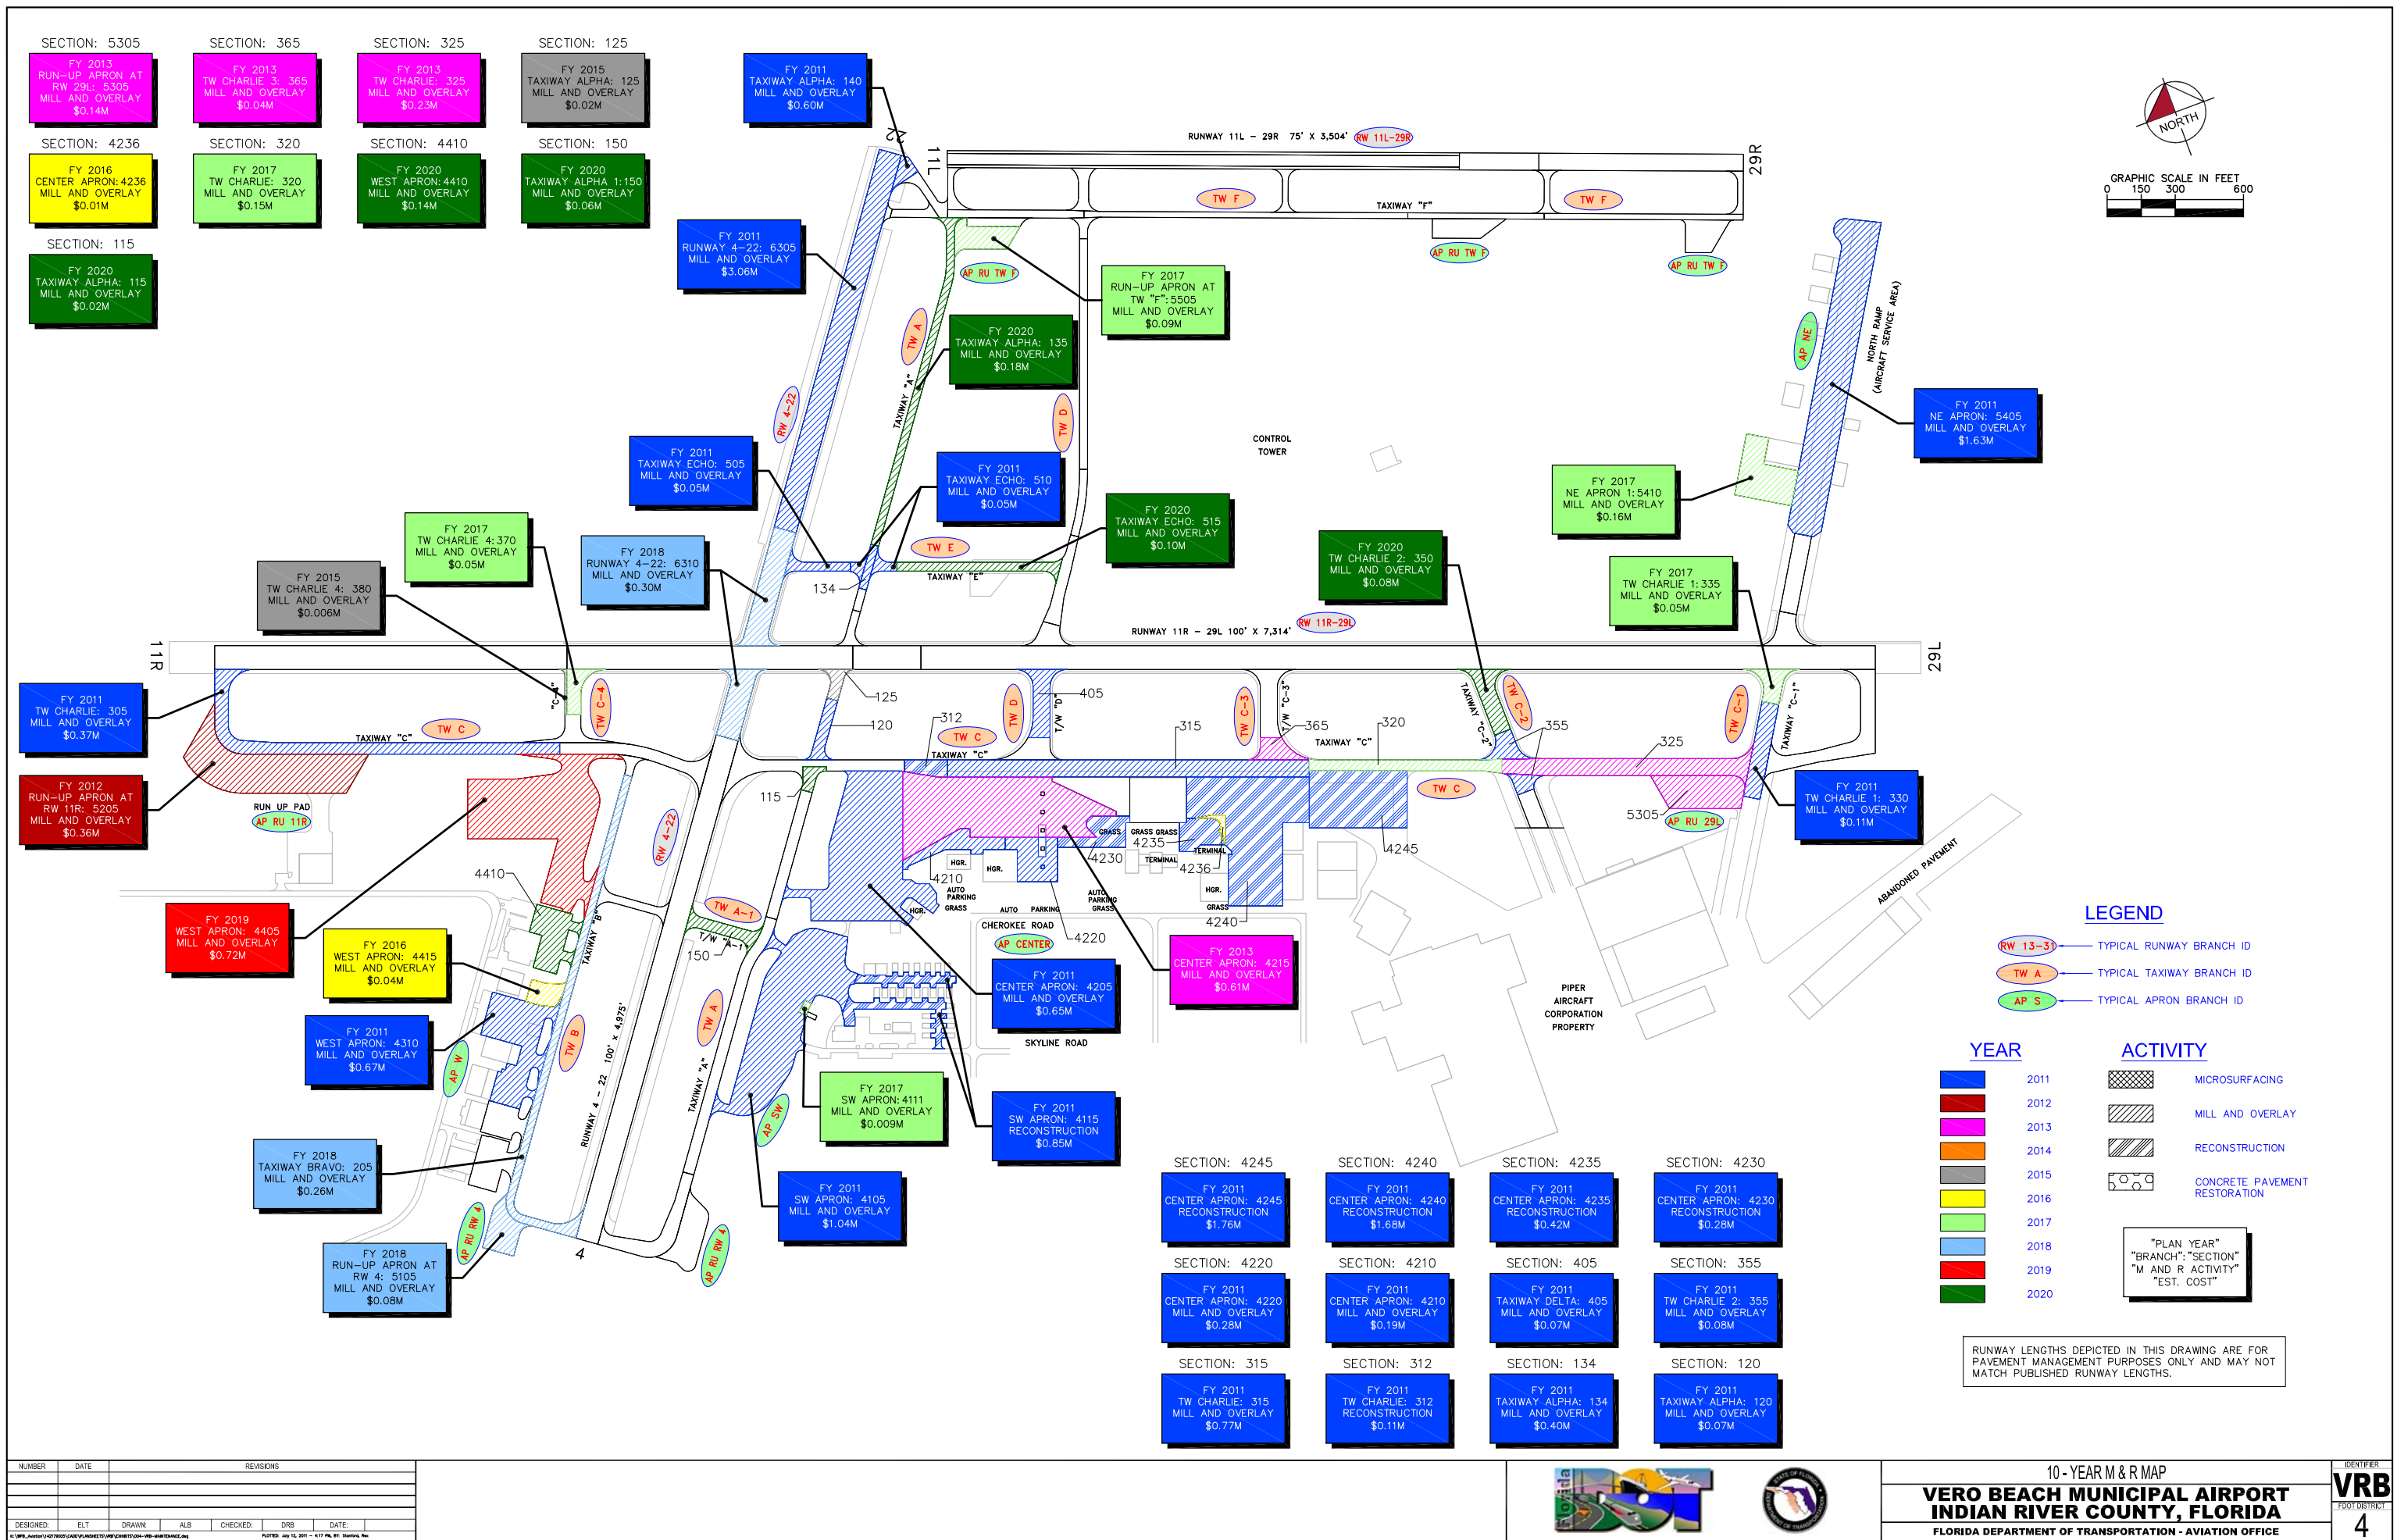 SECTION: 5305
FY 2013
RUN-UP APRON AT
RW 29L: 5305
MILL AND OVERLAY
$0.14M
SECTION: 365
FY 2013
TW CHARLIE 3: 365
MILL AND OVERLAY
$0.04M
SECTION: 325
FY 2013
TW CHARLIE: 325
MILL AND OVERLAY
$0.23M
SECTION: 125
FY 2015
TAXIWAY ALPHA: 125
MILL AND OVERLAY
$0.02M
SECTION: 4236
FY 2016
CENTER APRON: 4236
MILL AND OVERLAY
$0.01M
SECTION: 320
FY 2017
TW CHARLIE: 320
MILL AND OVERLAY
$0.15M
SECTION: 4410
FY 2020
WEST APRON: 4410
MILL AND OVERLAY
$0.14M
SECTION: 150
FY 2020
TAXIWAY ALPHA 1: 150
MILL AND OVERLAY
$0.06M
SECTION: 115
FY 2020
TAXIWAY ALPHA: 115
MILL AND OVERLAY
$0.02M
FY 2011
TAXIWAY ALPHA: 140
MILL AND OVERLAY
$0.60M
22
11L
RUNWAY 11L - 29R 75' X 3,504'
RW 11L-29R
29R
TW F
TAXIWAY "F"
TW F
AP RU TW F
AP RU TW F
AP RU TW F
NORTH
GRAPHIC SCALE IN FEET
0 150 300 600
FY 2011
RUNWAY 4-22: 6305
MILL AND OVERLAY
$3.06M
FY 2017
RUN-UP APRON AT
TW "F": 5505
MILL AND OVERLAY
$0.09M
FY 2020
TAXIWAY ALPHA: 135
MILL AND OVERLAY
$0.18M
TW A
TAXIWAY "A"
RW 4-22
TW D
CONTROL
TOWER
AP NE
NORTH RAMP
(AIRCRAFT SERVICE AREA)
FY 2011
NE APRON: 5405
MILL AND OVERLAY
$1.63M
FY 2011
TAXIWAY ECHO: 505
MILL AND OVERLAY
$0.05M
FY 2011
TAXIWAY ECHO: 510
MILL AND OVERLAY
$0.05M
FY 2020
TAXIWAY ECHO: 515
MILL AND OVERLAY
$0.10M
FY 2017
NE APRON 1: 5410
MILL AND OVERLAY
$0.16M
FY 2017
TW CHARLIE 4: 370
MILL AND OVERLAY
$0.05M
FY 2018
RUNWAY 4-22: 6310
MILL AND OVERLAY
$0.30M
TW E
TAXIWAY "E"
134
FY 2020
TW CHARLIE 2: 350
MILL AND OVERLAY
$0.08M
FY 2017
TW CHARLIE 1: 335
MILL AND OVERLAY
$0.05M
FY 2015
TW CHARLIE 4: 380
MILL AND OVERLAY
$0.006M
11R
RUNWAY 11R - 29L 100' X 7,314'
RW 11R-29L
29L
FY 2011
TW CHARLIE: 305
MILL AND OVERLAY
$0.37M
TW C
TAXIWAY "C"
"C-4"
TW C-4
125
120
312
TW C
TAXIWAY "C"
TW D
T/W "D"
405
315
TW C-3
T/W "C-3"
365
320
TAXIWAY "C"
TAXIWAY "C-2"
TW C-2
355
325
TW C-1
TAXIWAY "C-1"
FY 2012
RUN-UP APRON AT
RW 11R: 5205
MILL AND OVERLAY
$0.36M
RUN UP PAD
AP RU 11R
115
RW 4-22
TW C
5305
AP RU 29L
FY 2011
TW CHARLIE 1: 330
MILL AND OVERLAY
$0.11M
GRASS
GRASS GRASS
4235
TERMINAL
4230
TERMINAL
4236
4245
HGR.
HGR.
4210
AUTO
PARKING
GRASS
HGR.
AUTO PARKING
AUTO
PARKING
GRASS
HGR.
GRASS
4240
CHEROKEE ROAD
AP CENTER
4220
4410
TW A-1
T/W "A-1"
150
TAXIWAY "B"
ABANDONED PAVEMENT
FY 2019
WEST APRON: 4405
MILL AND OVERLAY
$0.72M
FY 2016
WEST APRON: 4415
MILL AND OVERLAY
$0.04M
FY 2011
CENTER APRON: 4205
MILL AND OVERLAY
$0.65M
FY 2013
CENTER APRON: 4215
MILL AND OVERLAY
$0.61M
FY 2011
WEST APRON: 4310
MILL AND OVERLAY
$0.67M
AP W
TW B
RUNWAY 4 - 22 100' x 4,975'
TW A
TAXIWAY "A"
SKYLINE ROAD
AP SW
PIPER
AIRCRAFT
CORPORATION
PROPERTY
FY 2017
SW APRON: 4111
MILL AND OVERLAY
$0.009M
FY 2011
SW APRON: 4115
RECONSTRUCTION
$0.85M
FY 2018
TAXIWAY BRAVO: 205
MILL AND OVERLAY
$0.26M
FY 2011
SW APRON: 4105
MILL AND OVERLAY
$1.04M
AP RU RW 4
4
AP RU RW 4
FY 2018
RUN-UP APRON AT
RW 4: 5105
MILL AND OVERLAY
$0.08M
SECTION: 4245
FY 2011
CENTER APRON: 4245
RECONSTRUCTION
$1.76M
SECTION: 4240
FY 2011
CENTER APRON: 4240
RECONSTRUCTION
$1.68M
SECTION: 4235
FY 2011
CENTER APRON: 4235
RECONSTRUCTION
$0.42M
SECTION: 4230
FY 2011
CENTER APRON: 4230
RECONSTRUCTION
$0.28M
SECTION: 4220
FY 2011
CENTER APRON: 4220
MILL AND OVERLAY
$0.28M
SECTION: 4210
FY 2011
CENTER APRON: 4210
MILL AND OVERLAY
$0.19M
SECTION: 405
FY 2011
TAXIWAY DELTA: 405
MILL AND OVERLAY
$0.07M
SECTION: 355
FY 2011
TW CHARLIE 2: 355
MILL AND OVERLAY
$0.08M
SECTION: 315
FY 2011
TW CHARLIE: 315
MILL AND OVERLAY
$0.77M
SECTION: 312
FY 2011
TW CHARLIE: 312
RECONSTRUCTION
$0.11M
SECTION: 134
FY 2011
TAXIWAY ALPHA: 134
MILL AND OVERLAY
$0.40M
SECTION: 120
FY 2011
TAXIWAY ALPHA: 120
MILL AND OVERLAY
$0.07M
LEGEND
RW 13-31 TYPICAL RUNWAY BRANCH ID
TW A TYPICAL TAXIWAY BRANCH ID
AP S TYPICAL APRON BRANCH ID
YEAR
2011
2012
2013
2014
2015
2016
2017
2018
2019
2020
ACTIVITY
MICROSURFACING
MILL AND OVERLAY
RECONSTRUCTION
CONCRETE PAVEMENT
RESTORATION
"PLAN YEAR"
"BRANCH": "SECTION"
"M AND R ACTIVITY"
"EST. COST"
RUNWAY LENGTHS DEPICTED IN THIS DRAWING ARE FOR
PAVEMENT MANAGEMENT PURPOSES ONLY AND MAY NOT
MATCH PUBLISHED RUNWAY LENGTHS.
NUMBER DATE REVISIONS
DESIGNED: ELT DRAWN: ALB CHECKED: DRB DATE:
Florida
DOT
10 - YEAR M & R MAP
VERO BEACH MUNICIPAL AIRPORT
INDIAN RIVER COUNTY, FLORIDA
FLORIDA DEPARTMENT OF TRANSPORTATION - AVIATION OFFICE
IDENTIFIER
VRB
FDOT DISTRICT
4